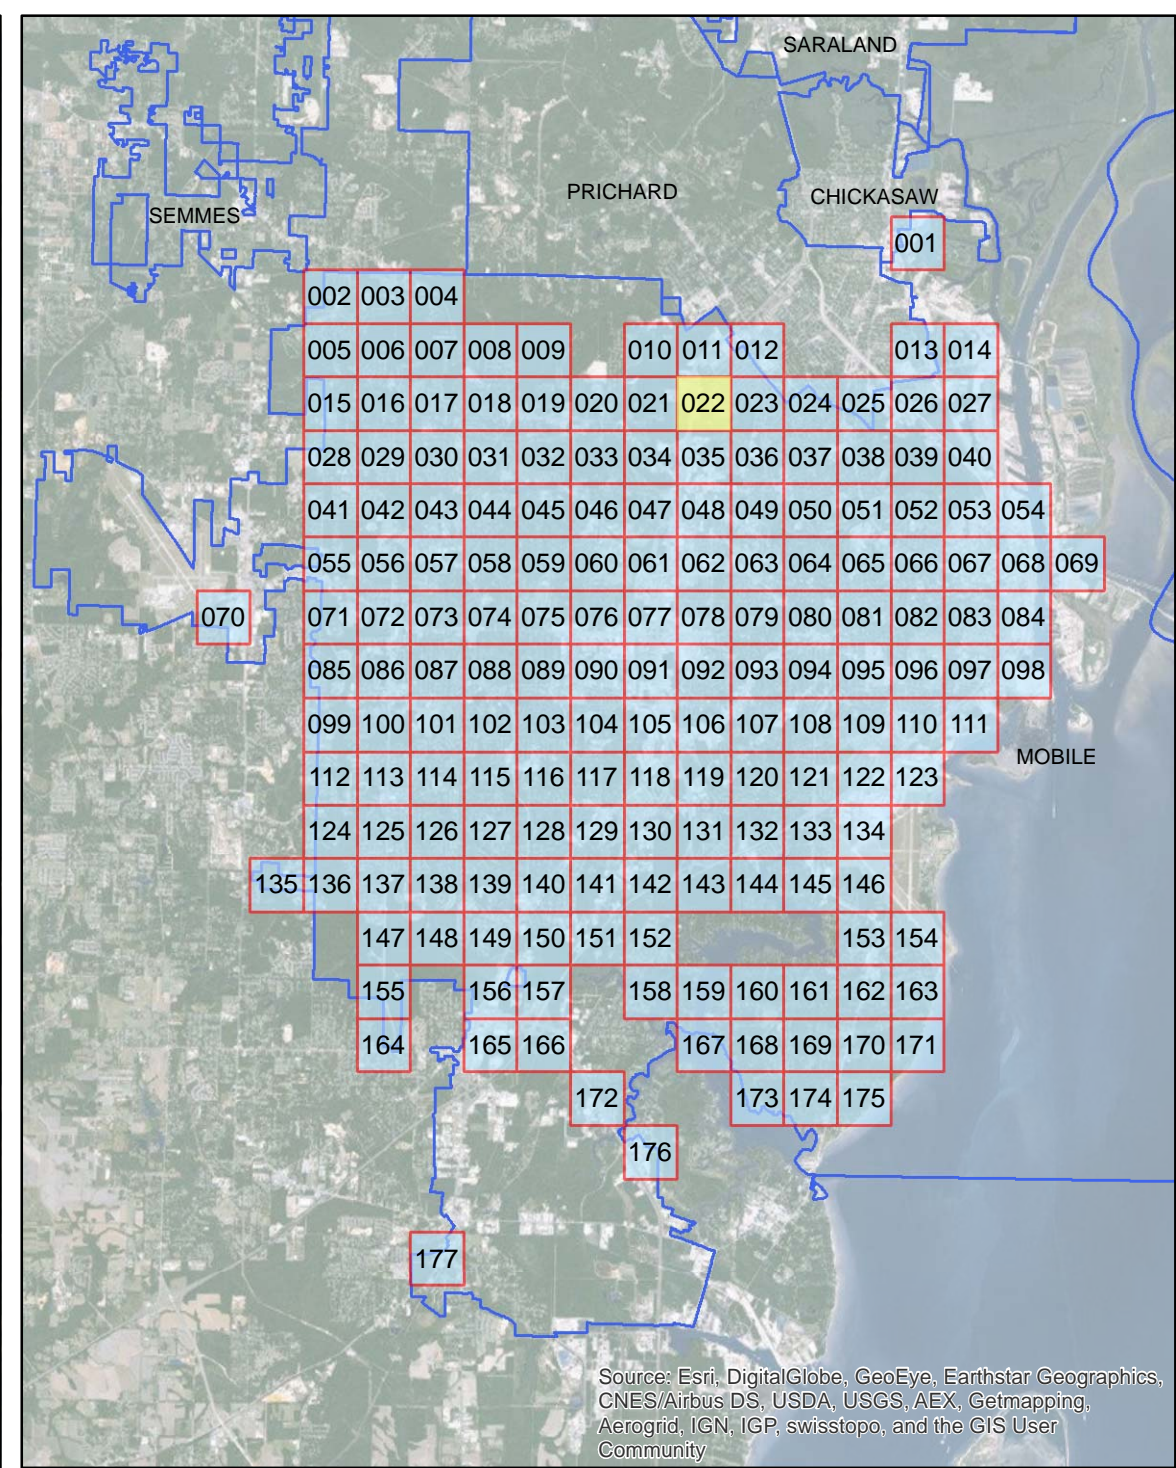 SARALAND
PRICHARD
CHICKASAW
SEMMES
001
002 003 004
005 006 007 008 009 010 011 012 013 014
015 016 017 018 019 020 021 022 023 024 025 026 027
028 029 030 031 032 033 034 035 036 037 038 039 040
041 042 043 044 045 046 047 048 049 050 051 052 053 054
055 056 057 058 059 060 061 062 063 064 065 066 067 068 069
070 071 072 073 074 075 076 077 078 079 080 081 082 083 084
085 086 087 088 089 090 091 092 093 094 095 096 097 098
099 100 101 102 103 104 105 106 107 108 109 110 111
MOBILE
112 113 114 115 116 117 118 119 120 121 122 123
124 125 126 127 128 129 130 131 132 133 134
135 136 137 138 139 140 141 142 143 144 145 146
147 148 149 150 151 152 153 154
155 156 157 158 159 160 161 162 163
164 165 166 167 168 169 170 171
172 173 174 175
176
177
Source: Esri, DigitalGlobe, GeoEye, Earthstar Geographics,
CNES/Airbus DS, USDA, USGS, AEX, Getmapping,
Aerogrid, IGN, IGP, swisstopo, and the GIS User
Community